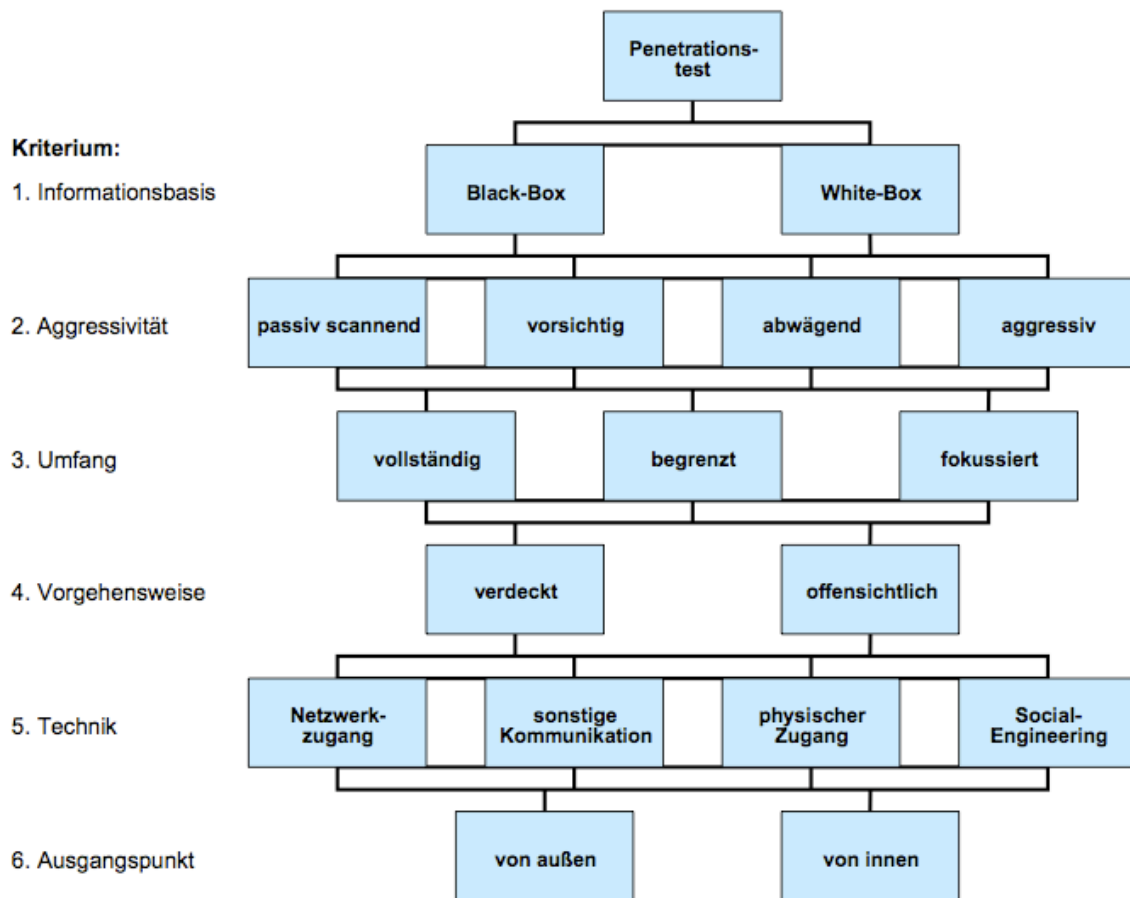 Penetrations-
test
Kriterium:
1. Informationsbasis
Black-Box
White-Box
2. Aggressivität
passiv scannend
vorsichtig
abwägend
aggressiv
3. Umfang
vollständig
begrenzt
fokussiert
4. Vorgehensweise
verdeckt
offensichtlich
5. Technik
Netzwerk-
zugang
sonstige
Kommunikation
physischer
Zugang
Social-
Engineering
6. Ausgangspunkt
von außen
von innen